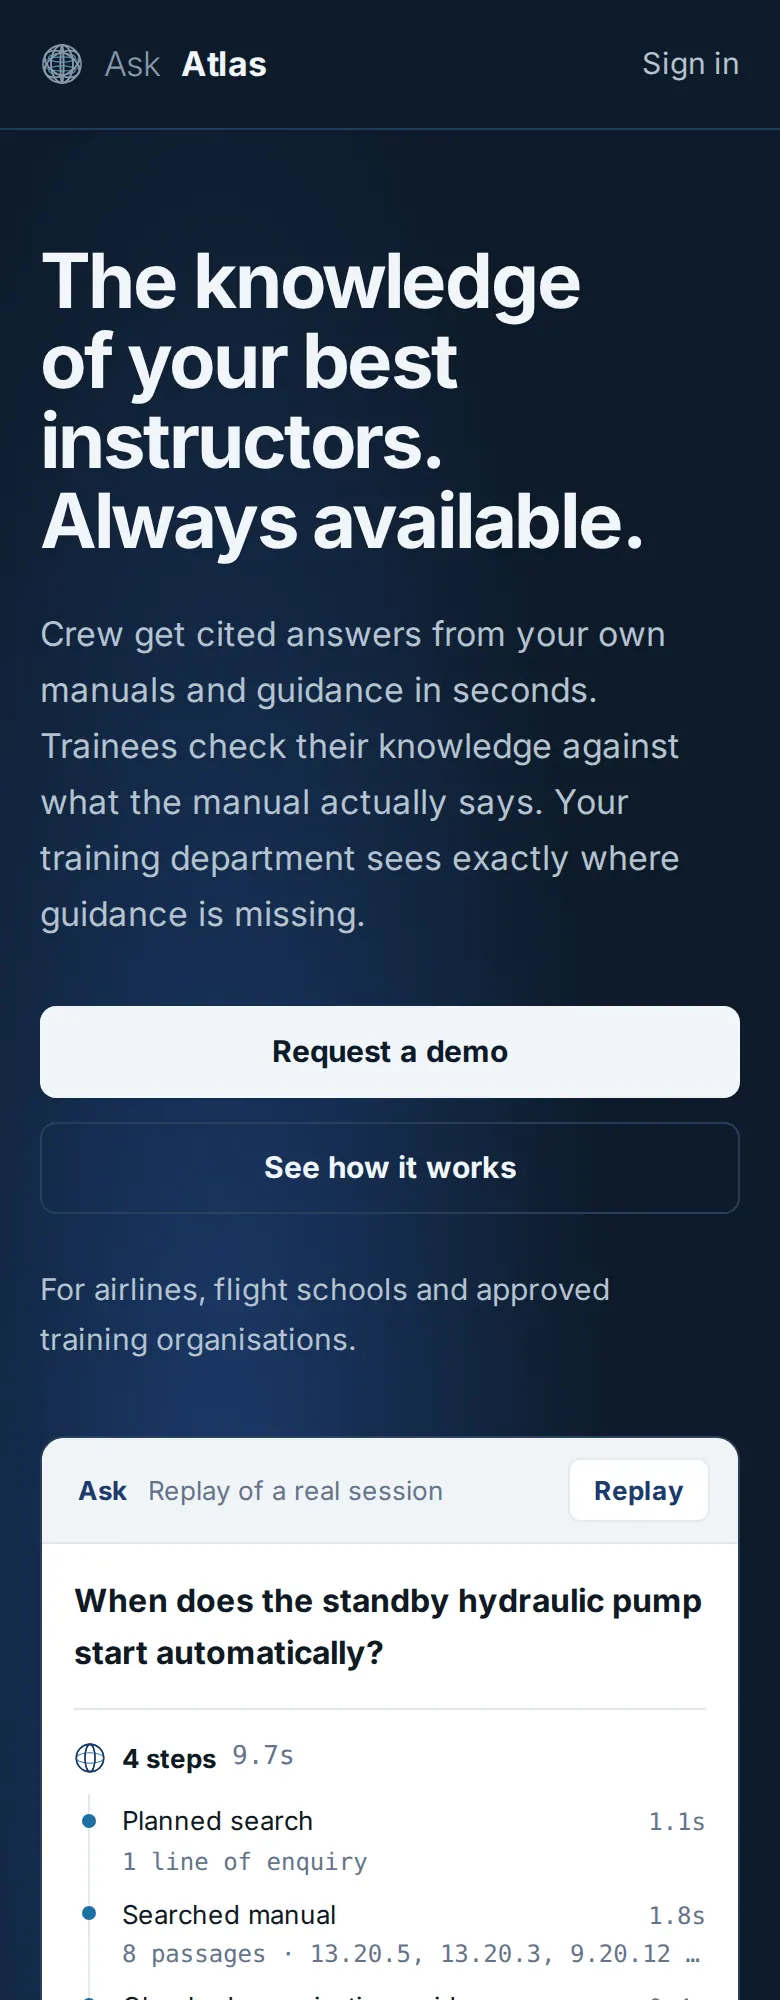 Ask Atlas
Sign in
The knowledge
of your best
instructors.
Always available.
Crew get cited answers from your own
manuals and guidance in seconds.
Trainees check their knowledge against
what the manual actually says. Your
training department sees exactly where
guidance is missing.
Request a demo
See how it works
For airlines, flight schools and approved
training organisations.
Ask Replay of a real session
Replay
When does the standby hydraulic pump
start automatically?
4 steps 9.7s
Planned search 1.1s
1 line of enquiry
Searched manual 1.8s
8 passages · 13.20.5, 13.20.3, 9.20.12 …